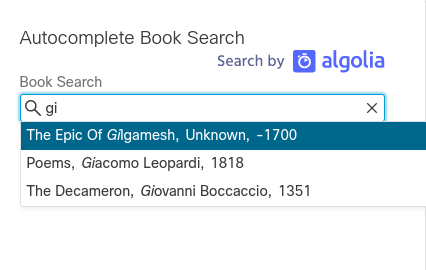 Autocomplete Book Search
Search by algolia
Book Search
gi
The Epic Of Gilgamesh, Unknown, -1700
Poems, Giacomo Leopardi, 1818
The Decameron, Giovanni Boccaccio, 1351